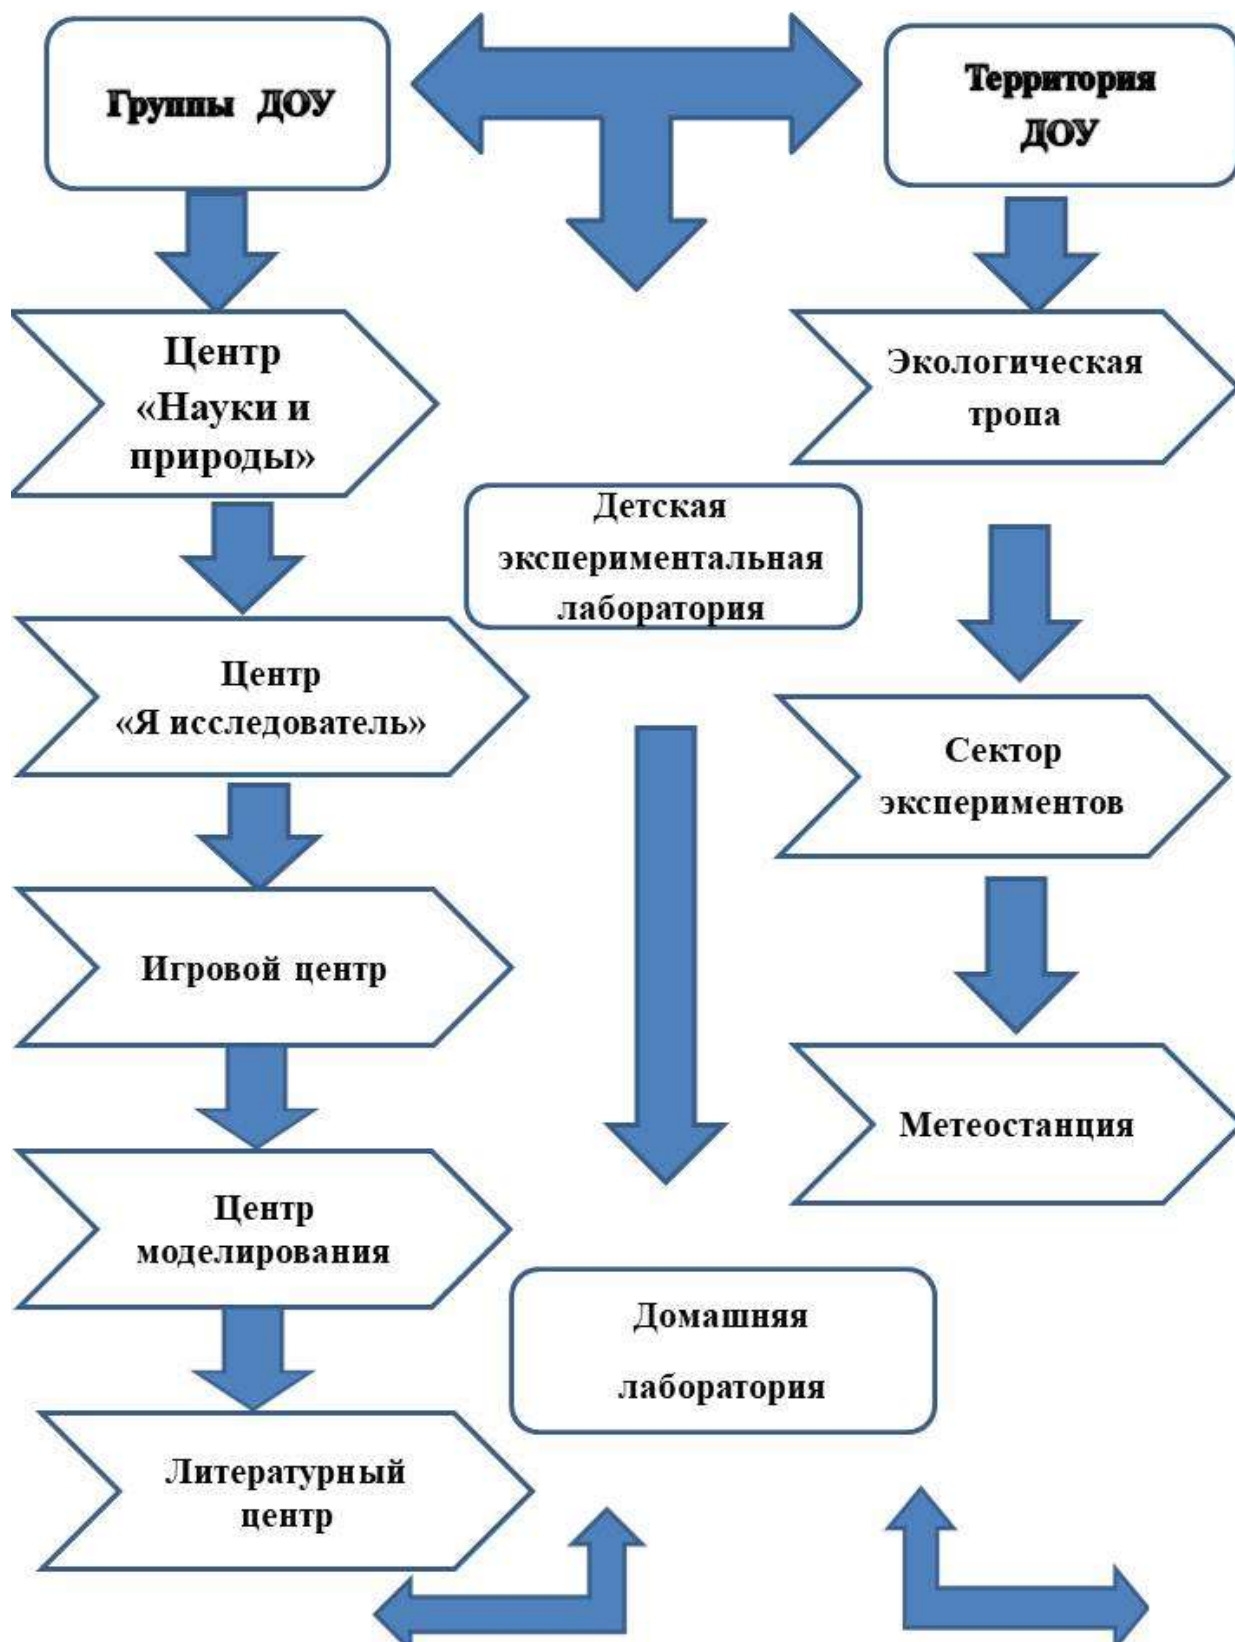 Группы ДОУ
Территория
ДОУ
Центр
«Науки и
природы»
Экологическая
тропа
Детская
экспериментальная
лаборатория
Центр
«Я исследователь»
Сектор
экспериментов
Игровой центр
Метеостанция
Центр
моделирования
Домашняя
лаборатория
Литературный
центр